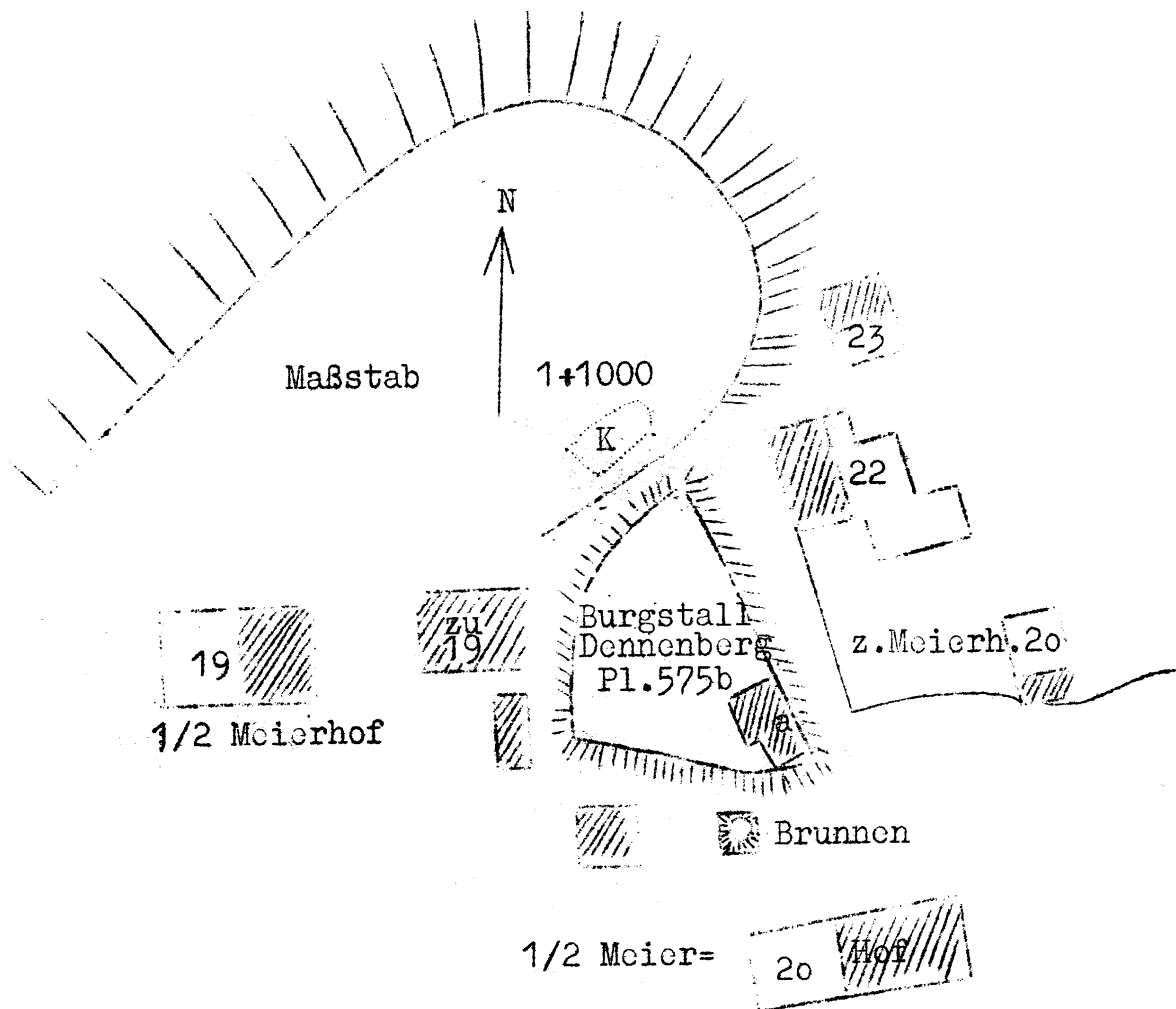 N
23
Maßstab 1+1000
K
22
Burgstall
Dennenberg
Pl.575b
zu
19
19
z.Meierh.2o
a
1/2 Meierhof
Brunnen
1/2 Meier= 2o Hof